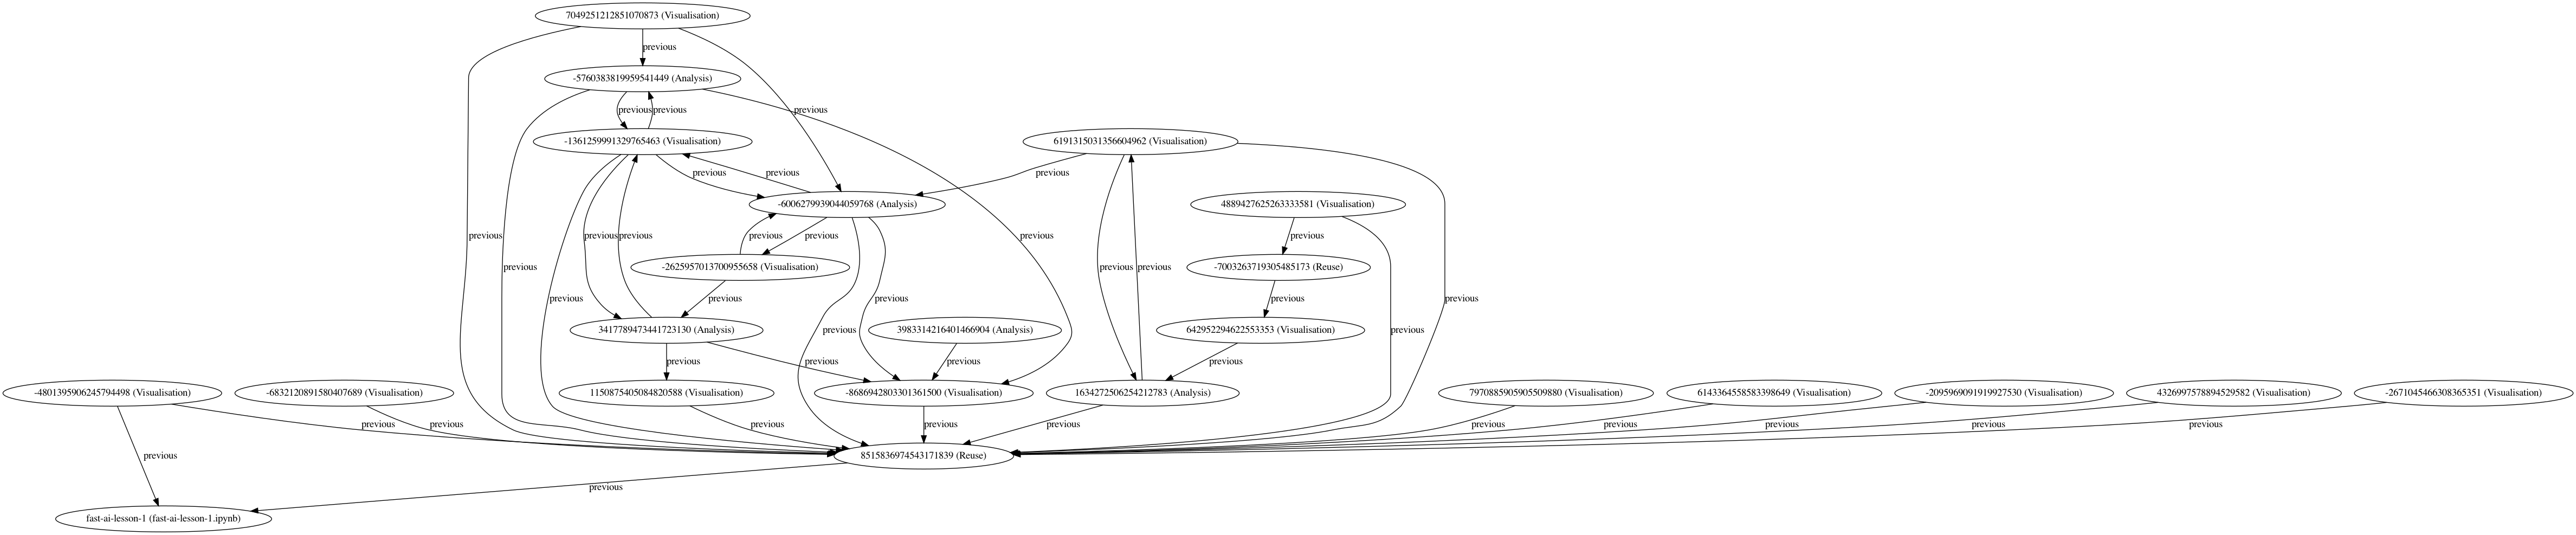 7049251212851070873 (Visualisation)
previous
-5760383819959541449 (Analysis)
previous
previous
previous
-1361259991329765463 (Visualisation)
6191315031356604962 (Visualisation)
previous
previous
previous
-6006279939044059768 (Analysis)
4889427625263333581 (Visualisation)
previous
previous
previous
previous
previous
previous
previous
-2625957013700955658 (Visualisation)
previous
previous
-7003263719305485173 (Reuse)
previous
previous
previous
previous
previous
3417789473441723130 (Analysis)
3983314216401466904 (Analysis)
previous
642952294622553353 (Visualisation)
previous
previous
previous
previous
previous
-4801395906245794498 (Visualisation)
-6832120891580407689 (Visualisation)
1150875405084820588 (Visualisation)
-8686942803301361500 (Visualisation)
1634272506254212783 (Analysis)
7970885905905509880 (Visualisation)
6143364558583398649 (Visualisation)
-2095969091919927530 (Visualisation)
4326997578894529582 (Visualisation)
-2671045466308365351 (Visualisation)
previous
previous
previous
previous
previous
previous
previous
previous
previous
previous
previous
8515836974543171839 (Reuse)
previous
fast-ai-lesson-1 (fast-ai-lesson-1.ipynb)